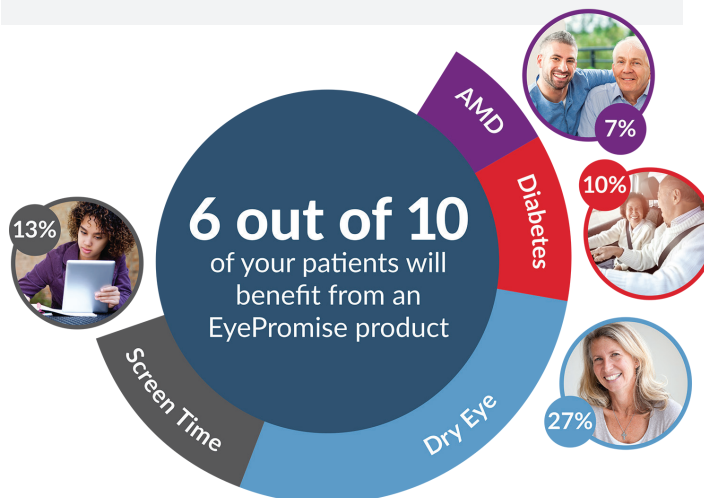 AMD
7%
Diabetes
10%
6 out of 10
of your patients will
benefit from an
EyePromise product
13%
Screen Time
Dry Eye
27%